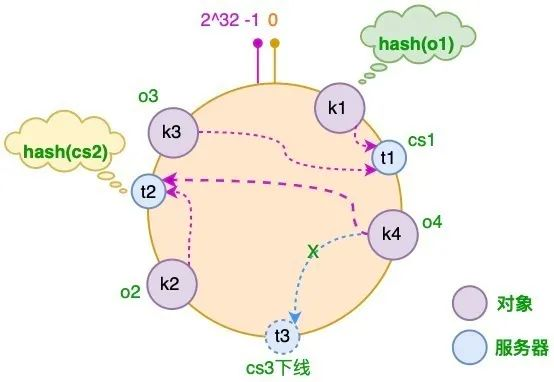 2^32 -1 0
hash(o1)
o3
k1
k3
cs1
hash(cs2)
t1
t2
o4
k4
X
k2
o2
对象
t3
服务器
cs3下线